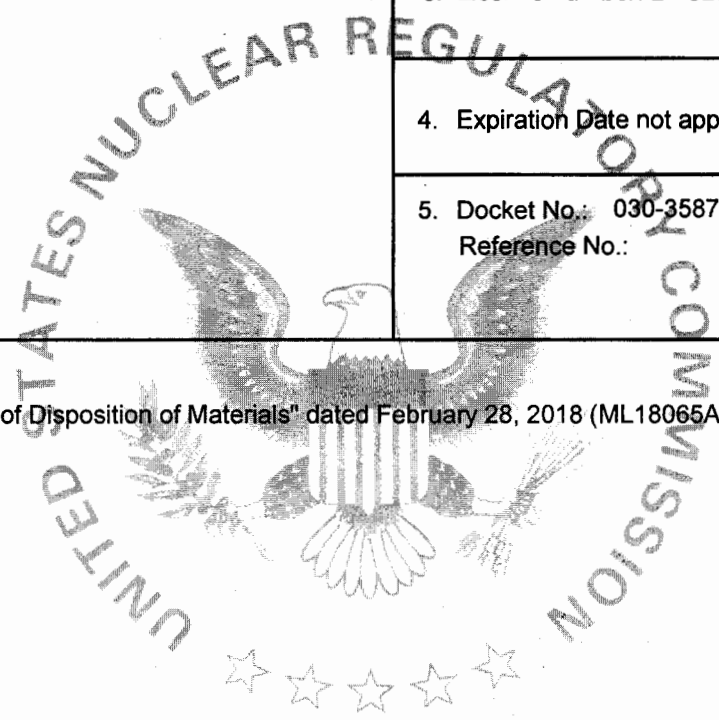 UNITED STATES NUCLEAR REGULATORY COMMISSION
4. Expiration Date not app
5. Docket No.: 030-3587
Reference No.:
of Disposition of Materials" dated February 28, 2018 (ML18065A